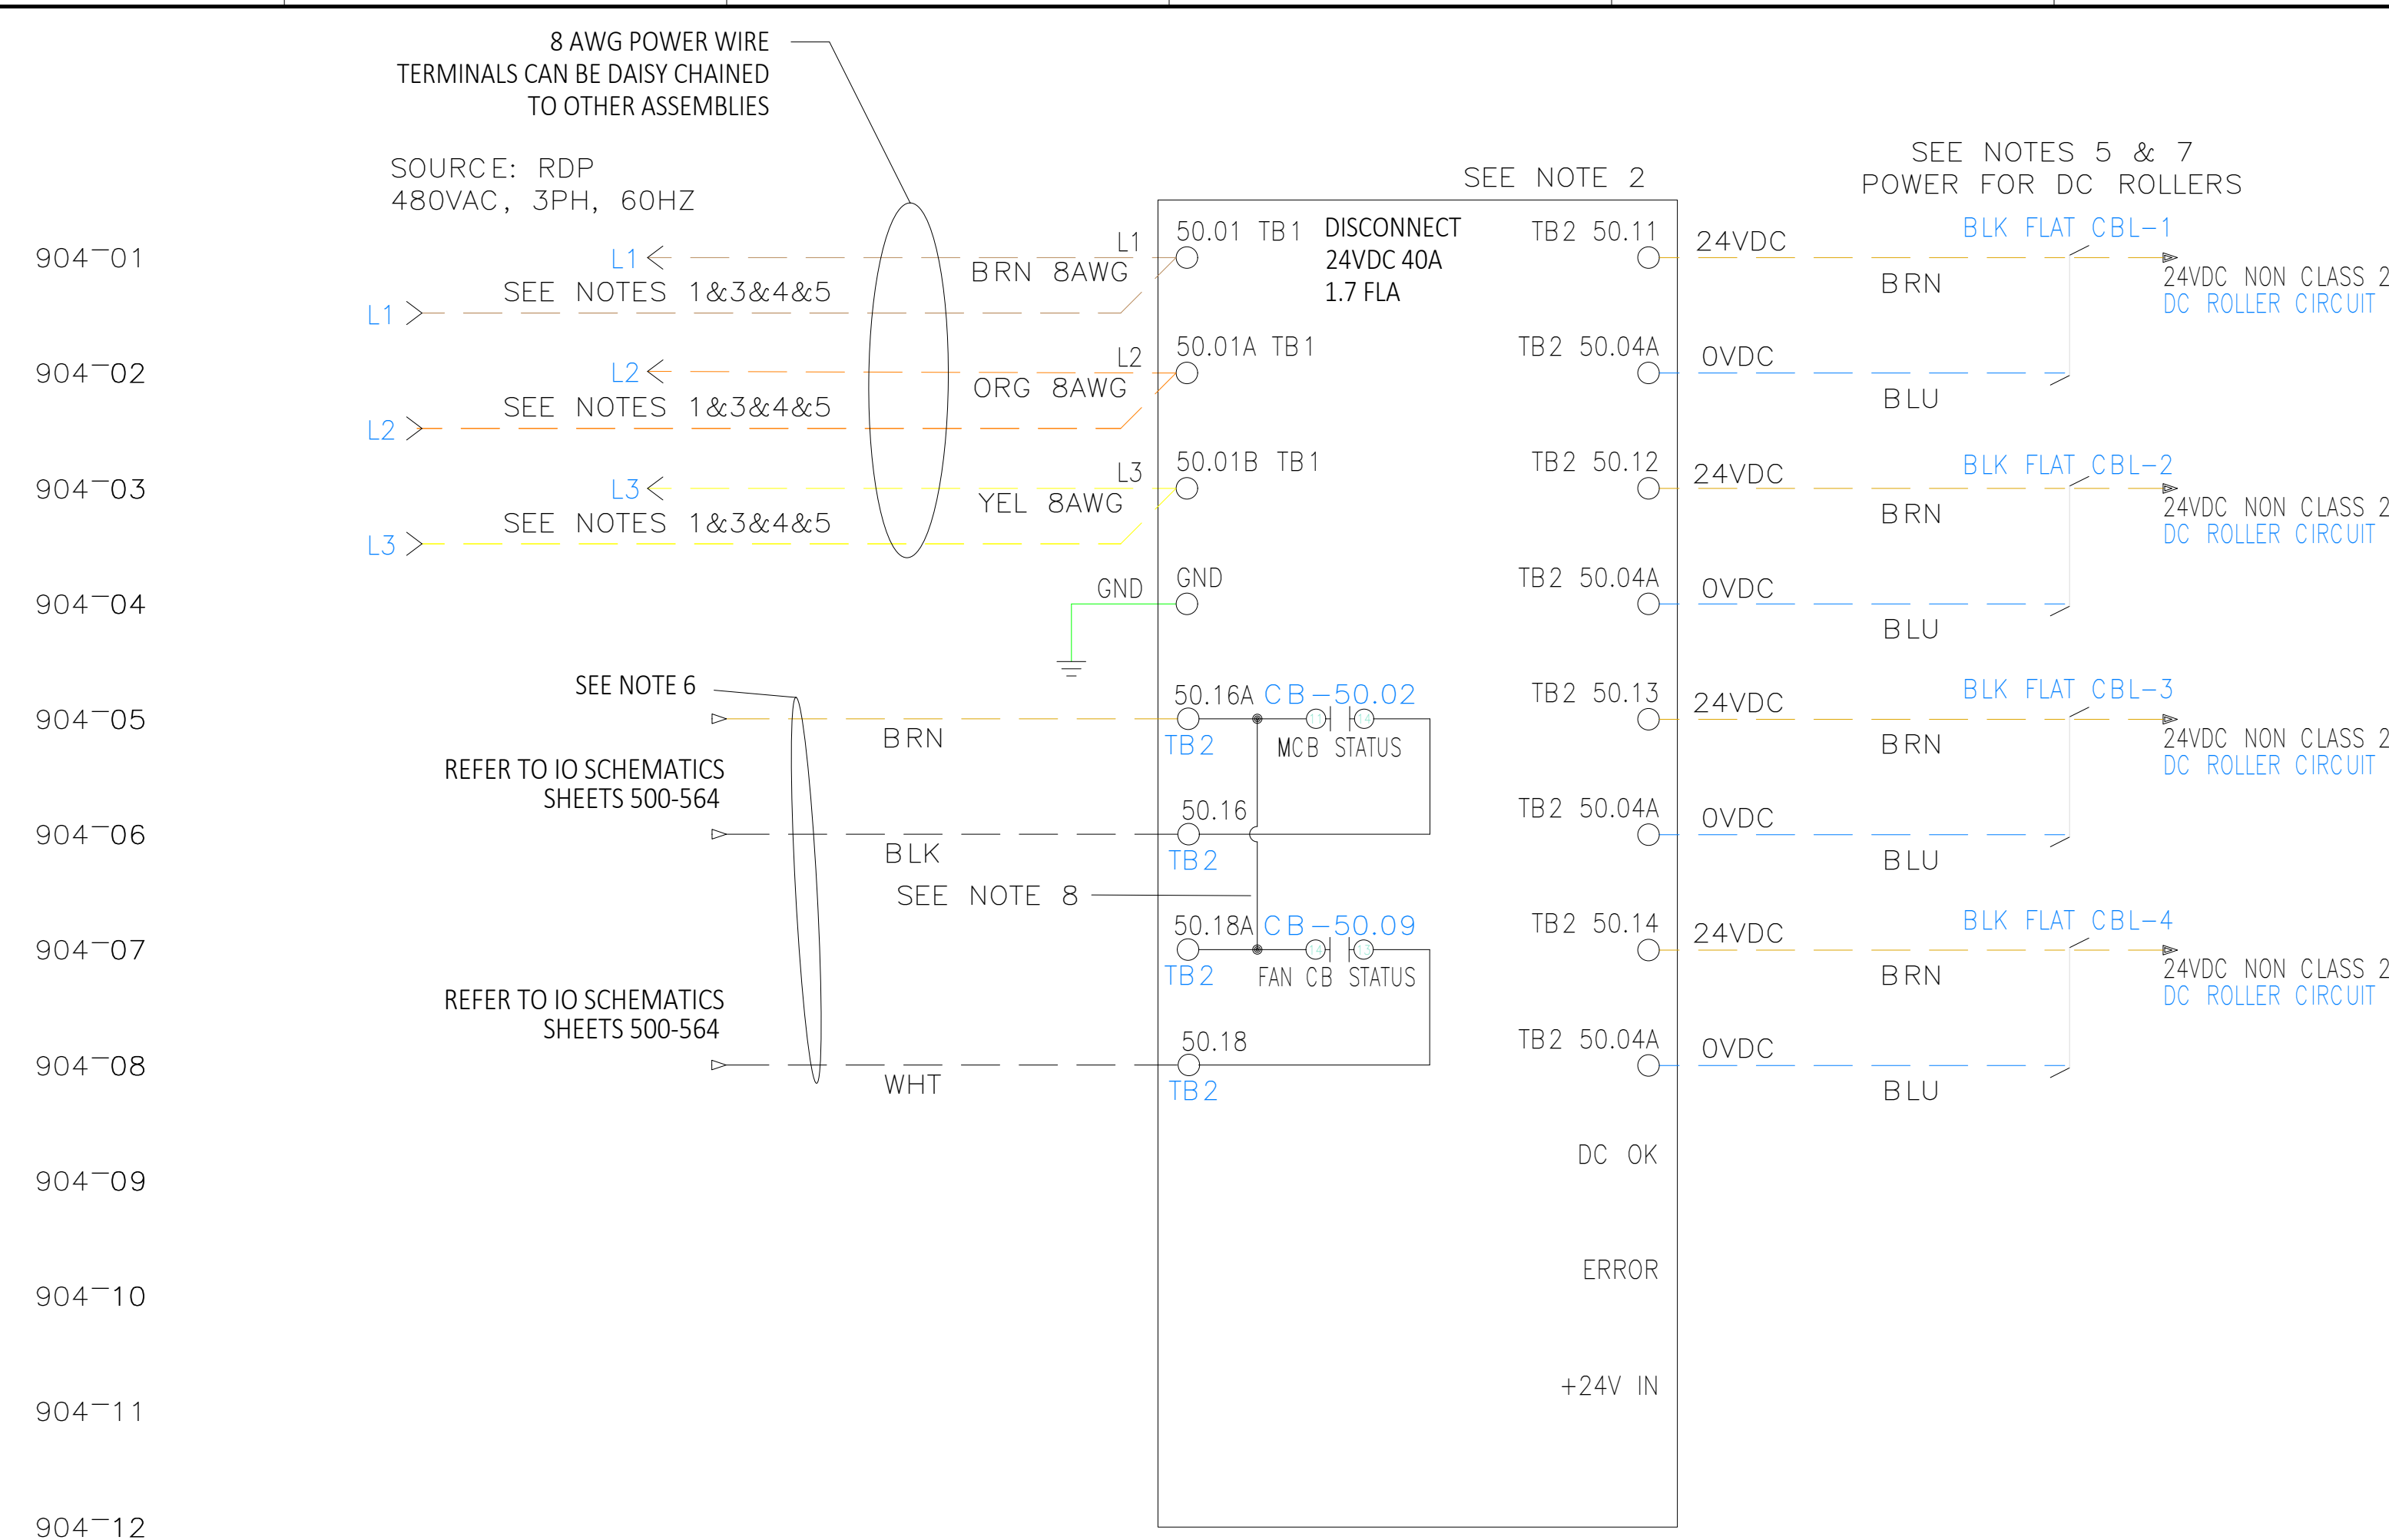 8 AWG POWER WIRE
TERMINALS CAN BE DAISY CHAINED
TO OTHER ASSEMBLIES
SOURCE: RDP
480VAC, 3PH, 60HZ
SEE NOTE 2
SEE NOTES 5 & 7
POWER FOR DC ROLLERS
904-01
L1
L1
BRN 8AWG
SEE NOTES 1&3&4&5
L1
50.01 TB1
DISCONNECT
24VDC 40A
1.7 FLA
TB2 50.11
24VDC
BRN
BLK FLAT CBL-1
24VDC NON CLASS 2
DC ROLLER CIRCUIT
904-02
L2
L2
ORG 8AWG
SEE NOTES 1&3&4&5
L2
50.01A TB1
TB2 50.04A
0VDC
BLU
904-03
L3
L3
YEL 8AWG
SEE NOTES 1&3&4&5
L3
50.01B TB1
TB2 50.12
24VDC
BRN
BLK FLAT CBL-2
24VDC NON CLASS 2
DC ROLLER CIRCUIT
904-04
GND
GND
TB2 50.04A
0VDC
BLU
904-05
SEE NOTE 6
BRN
50.16A
TB2
CB-50.02
11
14
MCB STATUS
TB2 50.13
24VDC
BRN
BLK FLAT CBL-3
24VDC NON CLASS 2
DC ROLLER CIRCUIT
REFER TO IO SCHEMATICS
SHEETS 500-564
904-06
BLK
50.16
TB2
TB2 50.04A
0VDC
BLU
SEE NOTE 8
904-07
50.18A
TB2
CB-50.09
14
13
FAN CB STATUS
TB2 50.14
24VDC
BRN
BLK FLAT CBL-4
24VDC NON CLASS 2
DC ROLLER CIRCUIT
REFER TO IO SCHEMATICS
SHEETS 500-564
904-08
WHT
50.18
TB2
TB2 50.04A
0VDC
BLU
904-09
DC OK
904-10
ERROR
904-11
+24V IN
904-12